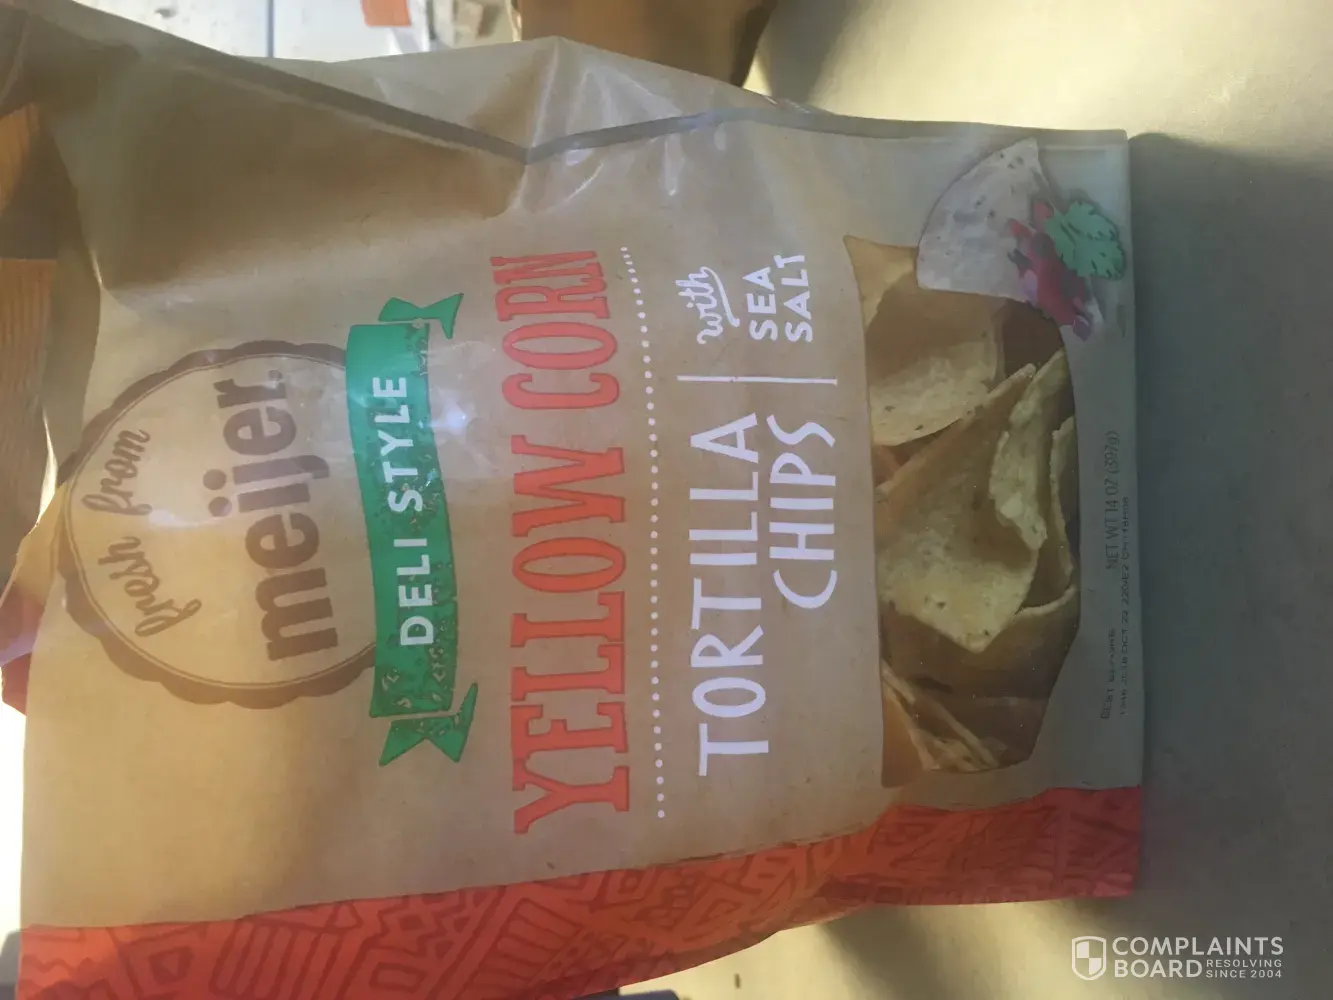 fresh from
meijer
DELI STYLE
YELLOW CORN
TORTILLA
CHIPS
with
SEA
SALT
NET WT 14 OZ (397g)
BEST BEFORE
COMPLAINTS
BOARD RESOLVING
SINCE 2004